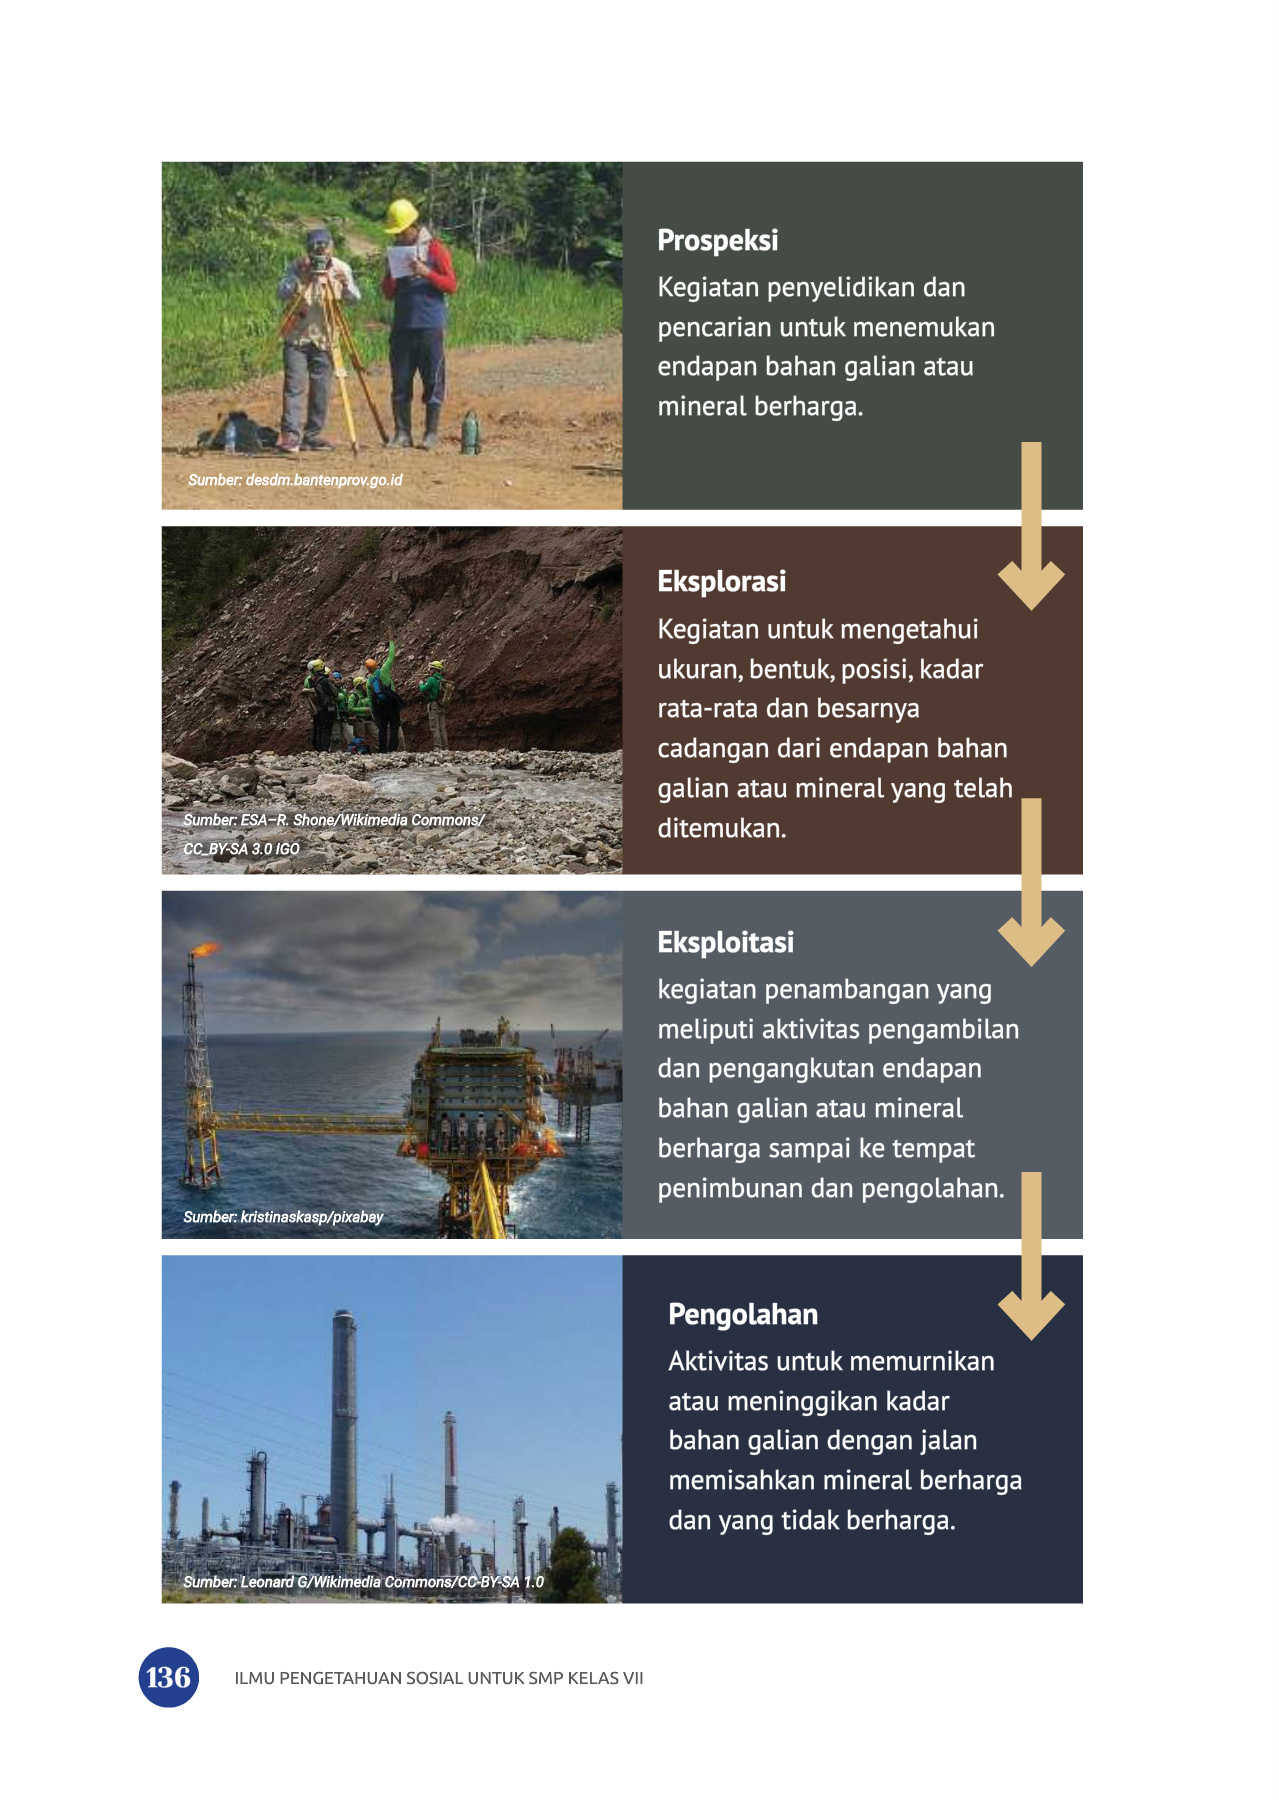 Prospeksi
Kegiatan penyelidikan dan
pencarian untuk menemukan
endapan bahan galian atau
mineral berharga.
Sumber: desdm.bantenprov.go.id
Eksplorasi
Kegiatan untuk mengetahui
ukuran, bentuk, posisi, kadar
rata-rata dan besarnya
cadangan dari endapan bahan
galian atau mineral yang telah
ditemukan.
Sumber: ESA–R. Shone/Wikimedia Commons/
CC_BY-SA 3.0 IGO
Eksploitasi
kegiatan penambangan yang
meliputi aktivitas pengambilan
dan pengangkutan endapan
bahan galian atau mineral
berharga sampai ke tempat
penimbunan dan pengolahan.
Sumber: kristinaskasp/pixabay
Pengolahan
Aktivitas untuk memurnikan
atau meninggikan kadar
bahan galian dengan jalan
memisahkan mineral berharga
dan yang tidak berharga.
Sumber: Leonard G/Wikimedia Commons/CC-BY-SA 1.0
136
ILMU PENGETAHUAN SOSIAL UNTUK SMP KELAS VII